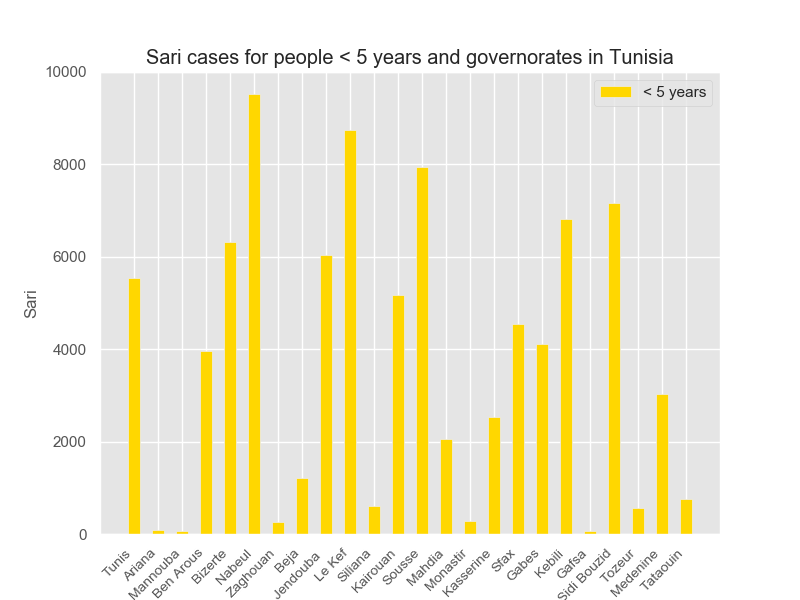 Sari cases for people < 5 years and governorates in Tunisia
< 5 years
10000
8000
6000
4000
2000
0
Sari
Tunis
Ariana
Mannouba
Ben Arous
Bizerte
Nabeul
Zaghouan
Beja
Jendouba
Le Kef
Siliana
Kairouan
Sousse
Mahdia
Monastir
Kasserine
Sfax
Gabes
Kebili
Gafsa
Sidi Bouzid
Tozeur
Medenine
Tataouin